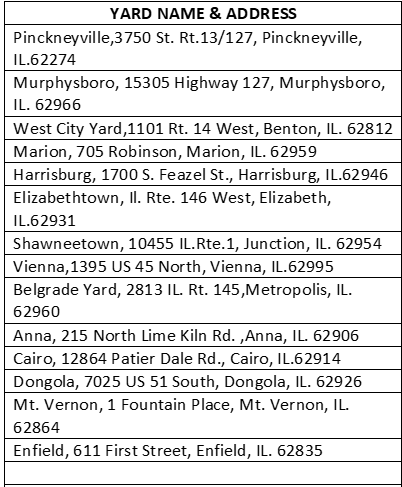 YARD NAME & ADDRESS
Pinckneyville,3750 St. Rt.13/127, Pinckneyville,
IL.62274
Murphysboro, 15305 Highway 127, Murphysboro,
IL. 62966
West City Yard,1101 Rt. 14 West, Benton, IL. 62812
Marion, 705 Robinson, Marion, IL. 62959
Harrisburg, 1700 S. Feazel St., Harrisburg, IL.62946
Elizabethtown, Il. Rte. 146 West, Elizabeth,
IL.62931
Shawneetown, 10455 IL.Rte.1, Junction, IL. 62954
Vienna,1395 US 45 North, Vienna, IL.62995
Belgrade Yard, 2813 IL. Rt. 145,Metropolis, IL.
62960
Anna, 215 North Lime Kiln Rd. ,Anna, IL. 62906
Cairo, 12864 Patier Dale Rd., Cairo, IL.62914
Dongola, 7025 US 51 South, Dongola, IL. 62926
Mt. Vernon, 1 Fountain Place, Mt. Vernon, IL.
62864
Enfield, 611 First Street, Enfield, IL. 62835